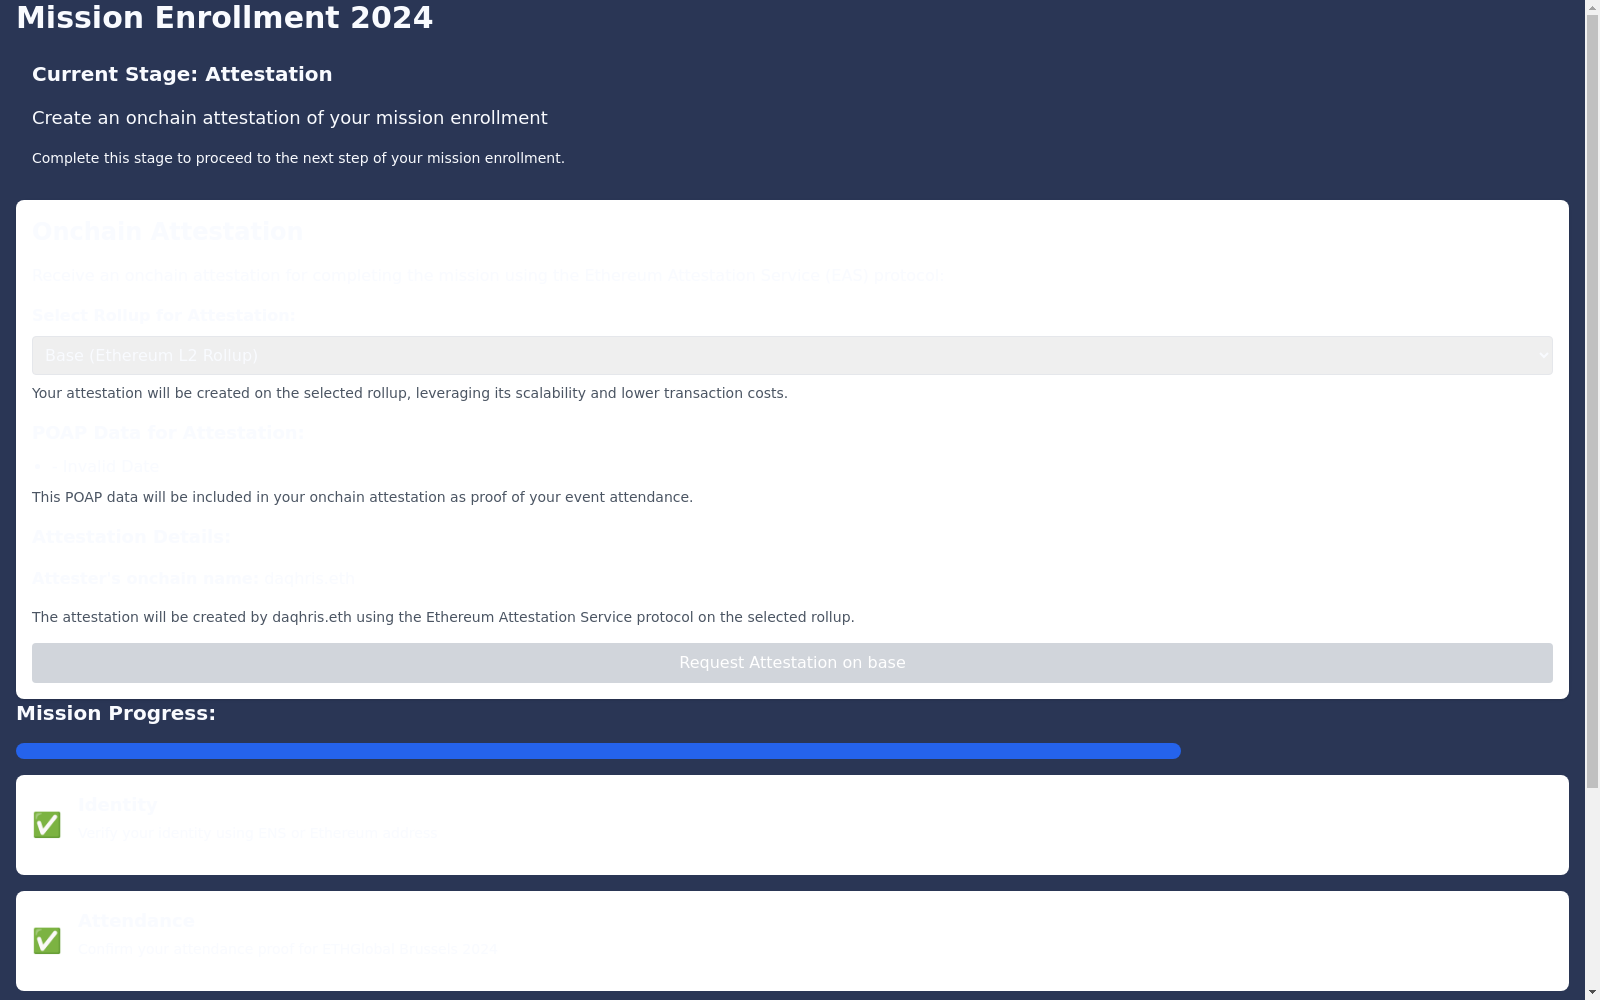 Mission Enrollment 2024
Current Stage: Attestation
Create an onchain attestation of your mission enrollment
Complete this stage to proceed to the next step of your mission enrollment.
Onchain Attestation
Receive an onchain attestation for completing the mission using the Ethereum Attestation Service (EAS) protocol.
Select Rollup for Attestation:
Base (Ethereum L2 Rollup)
Your attestation will be created on the selected rollup, leveraging its scalability and lower transaction costs.
POAP Data for Attestation:
Invalid Date
This POAP data will be included in your onchain attestation as proof of your event attendance.
Attestation Details:
Attester's onchain name: daqhris.eth
The attestation will be created by daqhris.eth using the Ethereum Attestation Service protocol on the selected rollup.
Request Attestation on base
Mission Progress:
✅ Identity
Verify your identity using ENS or Ethereum address
✅ Attendance
Confirm your attendance proof for ETHGlobal Brussels 2024